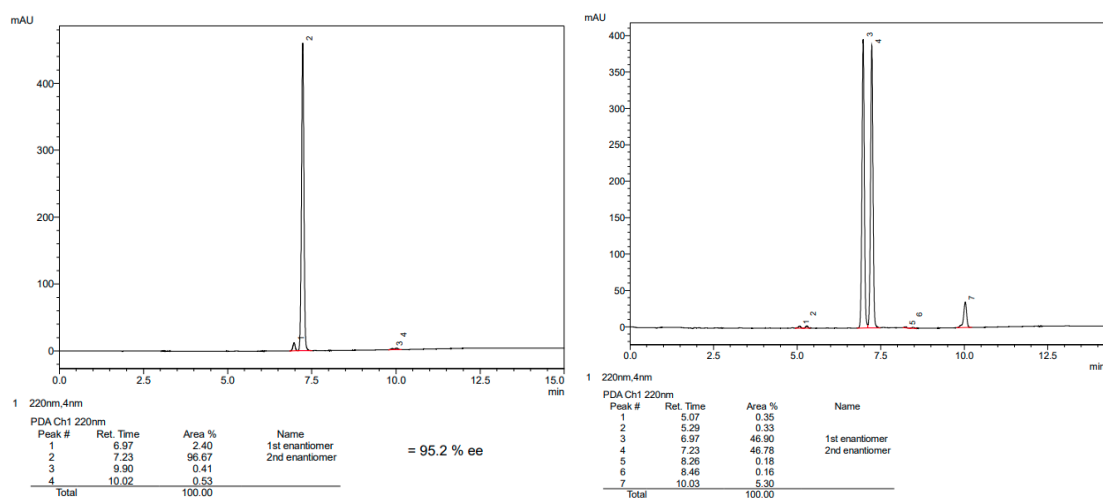 mAU
2
400
300
200
100
0
1
3
4
0.0 2.5 5.0 7.5 10.0 12.5 15.0
min
1 220nm,4nm
PDA Ch1 220nm
Peak # Ret. Time Area % Name
1 6.97 2.40 1st enantiomer
2 7.23 96.67 2nd enantiomer
3 9.90 0.41
4 10.02 0.53
Total 100.00
= 95.2 % ee
mAU
400
350
300
250
200
150
100
50
0
1
2
3
4
5
6
7
0.0 2.5 5.0 7.5 10.0 12.5
min
1 220nm,4nm
PDA Ch1 220nm
Peak # Ret. Time Area % Name
1 5.07 0.35
2 5.29 0.33
3 6.97 46.90 1st enantiomer
4 7.23 46.78 2nd enantiomer
5 8.26 0.18
6 8.46 0.16
7 10.03 5.30
Total 100.00